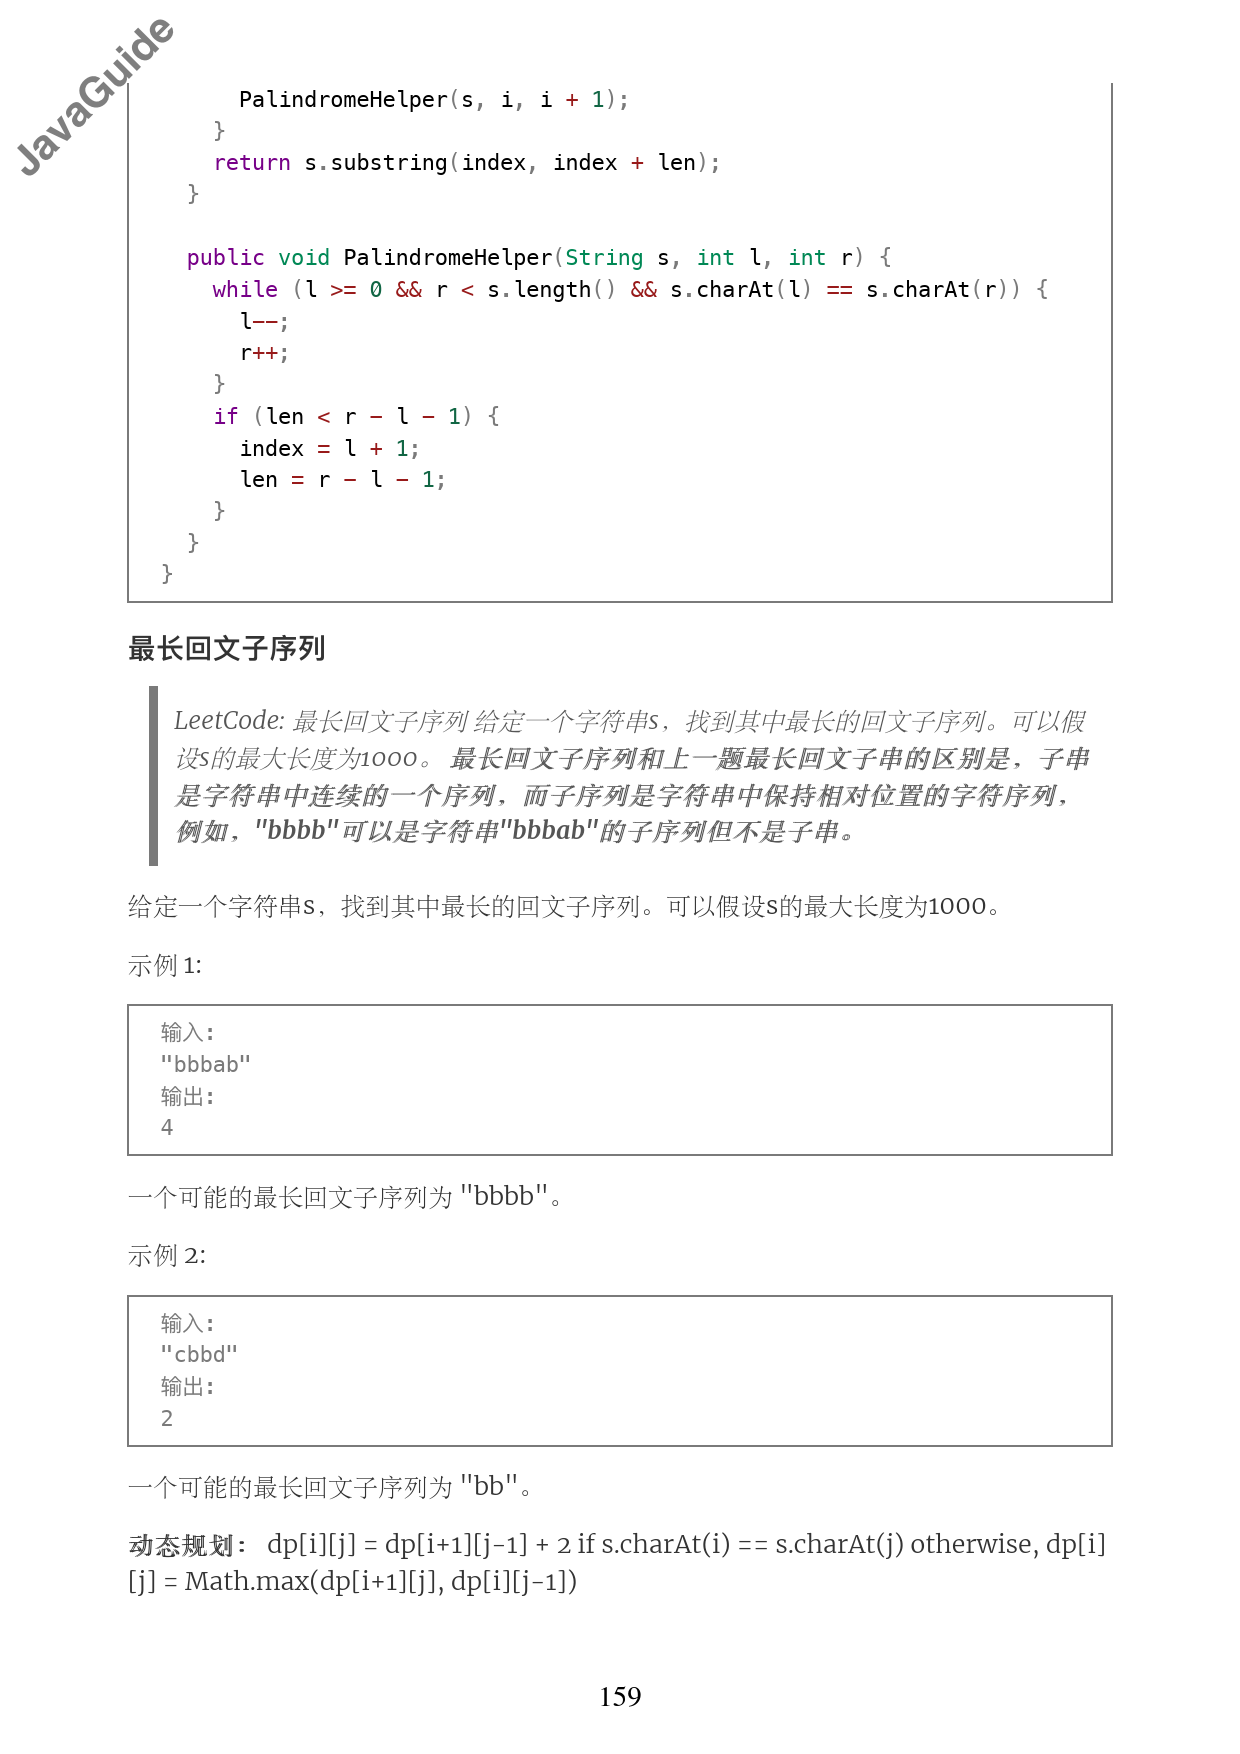 JavaGuide
PalindromeHelper(s, i, i + 1);
}
return s.substring(index, index + len);
}
public void PalindromeHelper(String s, int l, int r) {
while (l >= 0 && r < s.length() && s.charAt(l) == s.charAt(r)) {
l--;
r++;
}
if (len < r - l - 1) {
index = l + 1;
len = r - l - 1;
}
}
}
最长回文子序列
LeetCode: 最长回文子序列 给定一个字符串s，找到其中最长的回文子序列。可以假
设s的最大长度为1000。 最长回文子序列和上一题最长回文子串的区别是，子串
是字符串中连续的一个序列，而子序列是字符串中保持相对位置的字符序列，
例如，"bbbb"可以是字符串"bbbab"的子序列但不是子串。
给定一个字符串s，找到其中最长的回文子序列。可以假设s的最大长度为1000。
示例 1:
输入:
"bbbab"
输出:
4
一个可能的最长回文子序列为 "bbbb"。
示例 2:
输入:
"cbbd"
输出:
2
一个可能的最长回文子序列为 "bb"。
动态规划： dp[i][j] = dp[i+1][j-1] + 2 if s.charAt(i) == s.charAt(j) otherwise, dp[i]
[j] = Math.max(dp[i+1][j], dp[i][j-1])
159